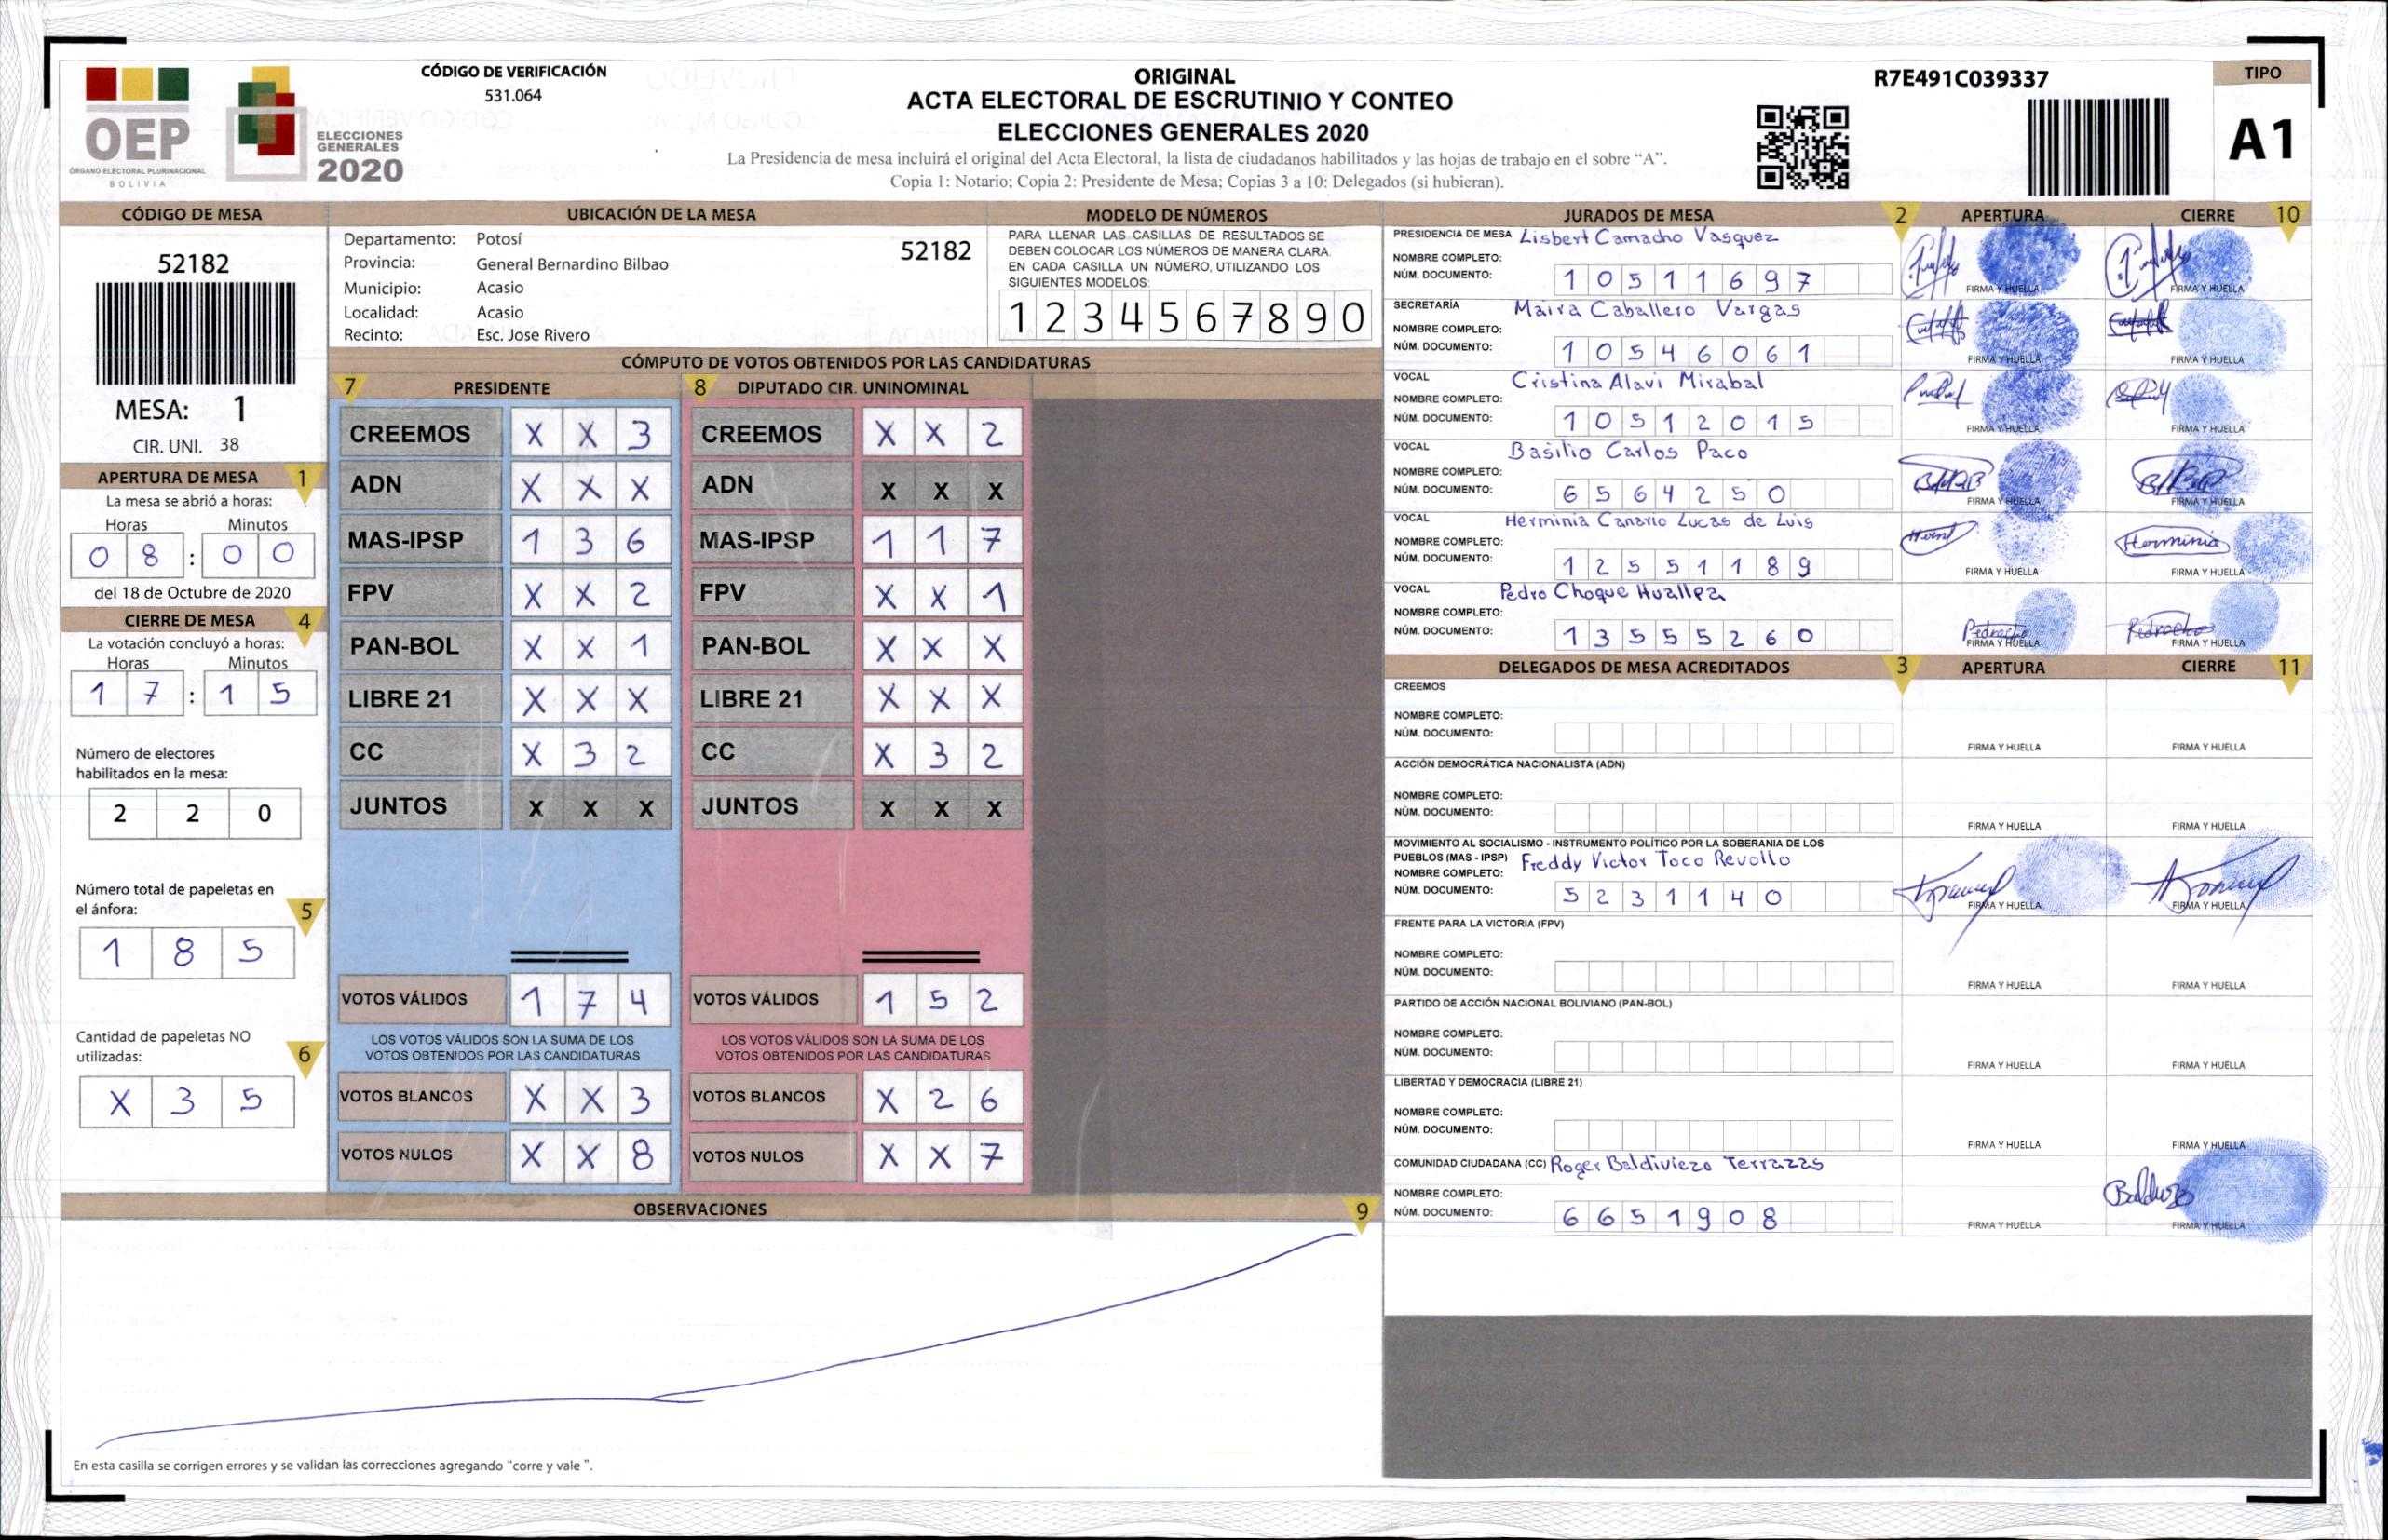 OEP
ÓRGANO ELECTORAL PLURINACIONAL
BOLIVIA
ELECCIONES
GENERALES
2020
CÓDIGO DE VERIFICACIÓN
531.064
ORIGINAL
ACTA ELECTORAL DE ESCRUTINIO Y CONTEO
ELECCIONES GENERALES 2020
La Presidencia de mesa incluirá el original del Acta Electoral, la lista de ciudadanos habilitados y las hojas de trabajo en el sobre “A”.
Copia 1: Notario; Copia 2: Presidente de Mesa; Copias 3 a 10: Delegados (si hubieran).
R7E491C039337
TIPO
A1
CÓDIGO DE MESA
52182
MESA: 1
CIR. UNI. 38
APERTURA DE MESA 1
La mesa se abrió a horas:
Horas Minutos
0 8 : 0 0
del 18 de Octubre de 2020
CIERRE DE MESA 4
La votación concluyó a horas:
Horas Minutos
1 7 : 1 5
Número de electores
habilitados en la mesa:
2 2 0
Número total de papeletas en
el ánfora: 5
1 8 5
Cantidad de papeletas NO
utilizadas: 6
X 3 5
UBICACIÓN DE LA MESA
Departamento: Potosí 52182
Provincia: General Bernardino Bilbao
Municipio: Acasio
Localidad: Acasio
Recinto: Esc. Jose Rivero
MODELO DE NÚMEROS
PARA LLENAR LAS CASILLAS DE RESULTADOS SE
DEBEN COLOCAR LOS NÚMEROS DE MANERA CLARA.
EN CADA CASILLA UN NÚMERO, UTILIZANDO LOS
SIGUIENTES MODELOS:
1 2 3 4 5 6 7 8 9 0
CÓMPUTO DE VOTOS OBTENIDOS POR LAS CANDIDATURAS
7 PRESIDENTE 8 DIPUTADO CIR. UNINOMINAL
CREEMOS X X 3 CREEMOS X X 2
ADN X X X ADN X X X
MAS-IPSP 1 3 6 MAS-IPSP 1 1 7
FPV X X 2 FPV X X 1
PAN-BOL X X 1 PAN-BOL X X X
LIBRE 21 X X X LIBRE 21 X X X
CC X 3 2 CC X 3 2
JUNTOS X X X JUNTOS X X X
VOTOS VÁLIDOS 1 7 4 VOTOS VÁLIDOS 1 5 2
LOS VOTOS VÁLIDOS SON LA SUMA DE LOS LOS VOTOS VÁLIDOS SON LA SUMA DE LOS
VOTOS OBTENIDOS POR LAS CANDIDATURAS VOTOS OBTENIDOS POR LAS CANDIDATURAS
VOTOS BLANCOS X X 3 VOTOS BLANCOS X 2 6
VOTOS NULOS X X 8 VOTOS NULOS X X 7
OBSERVACIONES 9
En esta casilla se corrigen errores y se validan las correcciones agregando "corre y vale ".
JURADOS DE MESA 2 APERTURA CIERRE 10
PRESIDENCIA DE MESA Lisbert Camacho Vasquez
NOMBRE COMPLETO:
NÚM. DOCUMENTO: 1 0 5 1 1 6 9 7 FIRMA Y HUELLA FIRMA Y HUELLA
SECRETARÍA Maira Caballero Vargas
NOMBRE COMPLETO:
NÚM. DOCUMENTO: 1 0 5 4 6 0 6 1 FIRMA Y HUELLA FIRMA Y HUELLA
VOCAL Cristina Alavi Mirabal
NOMBRE COMPLETO:
NÚM. DOCUMENTO: 1 0 5 1 2 0 1 5 FIRMA Y HUELLA FIRMA Y HUELLA
VOCAL Basilio Carlos Paco
NOMBRE COMPLETO:
NÚM. DOCUMENTO: 6 5 6 4 2 5 0 FIRMA Y HUELLA FIRMA Y HUELLA
VOCAL Herminia Canario Lucas de Luis
NOMBRE COMPLETO: Herminia
NÚM. DOCUMENTO: 1 2 5 5 1 1 8 9 FIRMA Y HUELLA FIRMA Y HUELLA
VOCAL Pedro Choque Huallpa
NOMBRE COMPLETO:
NÚM. DOCUMENTO: 1 3 5 5 5 2 6 0 FIRMA Y HUELLA FIRMA Y HUELLA
DELEGADOS DE MESA ACREDITADOS 3 APERTURA CIERRE 11
CREEMOS
NOMBRE COMPLETO:
NÚM. DOCUMENTO: FIRMA Y HUELLA FIRMA Y HUELLA
ACCIÓN DEMOCRÁTICA NACIONALISTA (ADN)
NOMBRE COMPLETO:
NÚM. DOCUMENTO: FIRMA Y HUELLA FIRMA Y HUELLA
MOVIMIENTO AL SOCIALISMO - INSTRUMENTO POLÍTICO POR LA SOBERANIA DE LOS
PUEBLOS (MAS - IPSP) Freddy Victor Toco Revollo
NOMBRE COMPLETO:
NÚM. DOCUMENTO: 5 2 3 1 1 4 0 FIRMA Y HUELLA FIRMA Y HUELLA
FRENTE PARA LA VICTORIA (FPV)
NOMBRE COMPLETO:
NÚM. DOCUMENTO: FIRMA Y HUELLA FIRMA Y HUELLA
PARTIDO DE ACCIÓN NACIONAL BOLIVIANO (PAN-BOL)
NOMBRE COMPLETO:
NÚM. DOCUMENTO: FIRMA Y HUELLA FIRMA Y HUELLA
LIBERTAD Y DEMOCRACIA (LIBRE 21)
NOMBRE COMPLETO:
NÚM. DOCUMENTO: FIRMA Y HUELLA FIRMA Y HUELLA
COMUNIDAD CIUDADANA (CC) Roger Baldiviezo Terrazas
NOMBRE COMPLETO:
NÚM. DOCUMENTO: 6 6 5 1 9 0 8 FIRMA Y HUELLA FIRMA Y HUELLA